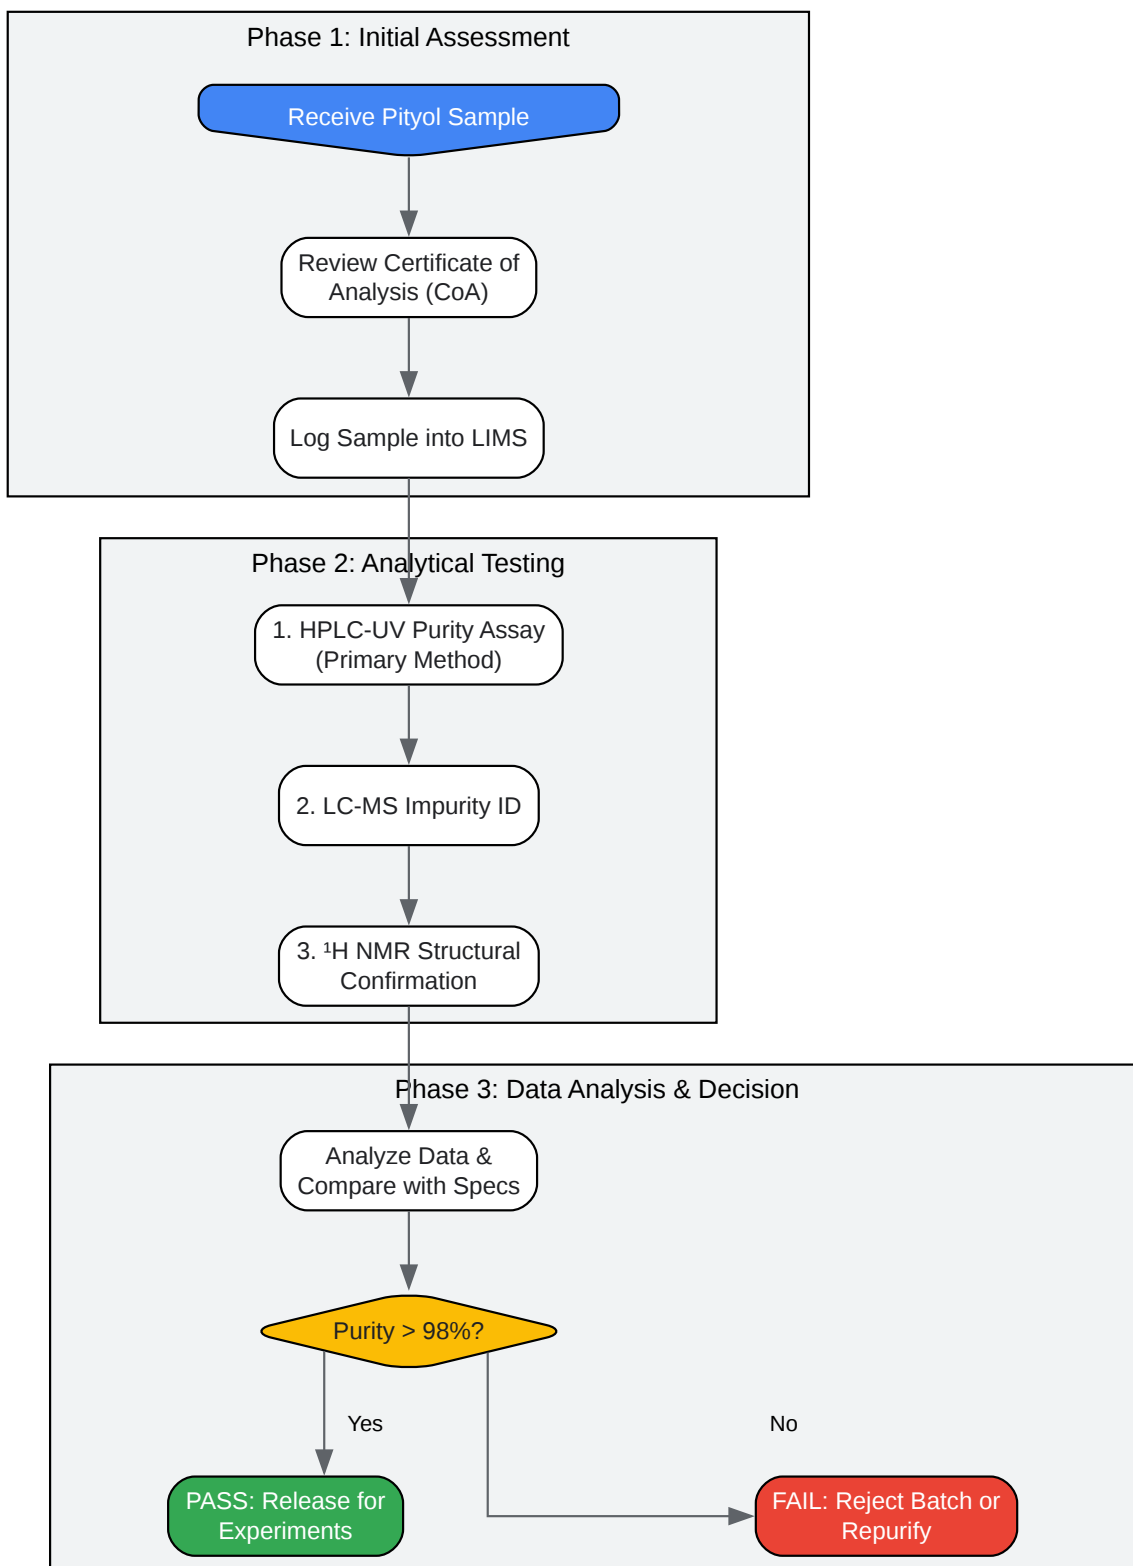 Phase 1: Initial Assessment
Receive Pityol Sample
Review Certificate of
Analysis (CoA)
Log Sample into LIMS
Phase 2: Analytical Testing
1. HPLC-UV Purity Assay
(Primary Method)
2. LC-MS Impurity ID
3. ¹H NMR Structural
Confirmation
Phase 3: Data Analysis & Decision
Analyze Data &
Compare with Specs
Purity > 98%?
Yes
No
PASS: Release for
Experiments
FAIL: Reject Batch or
Repurify